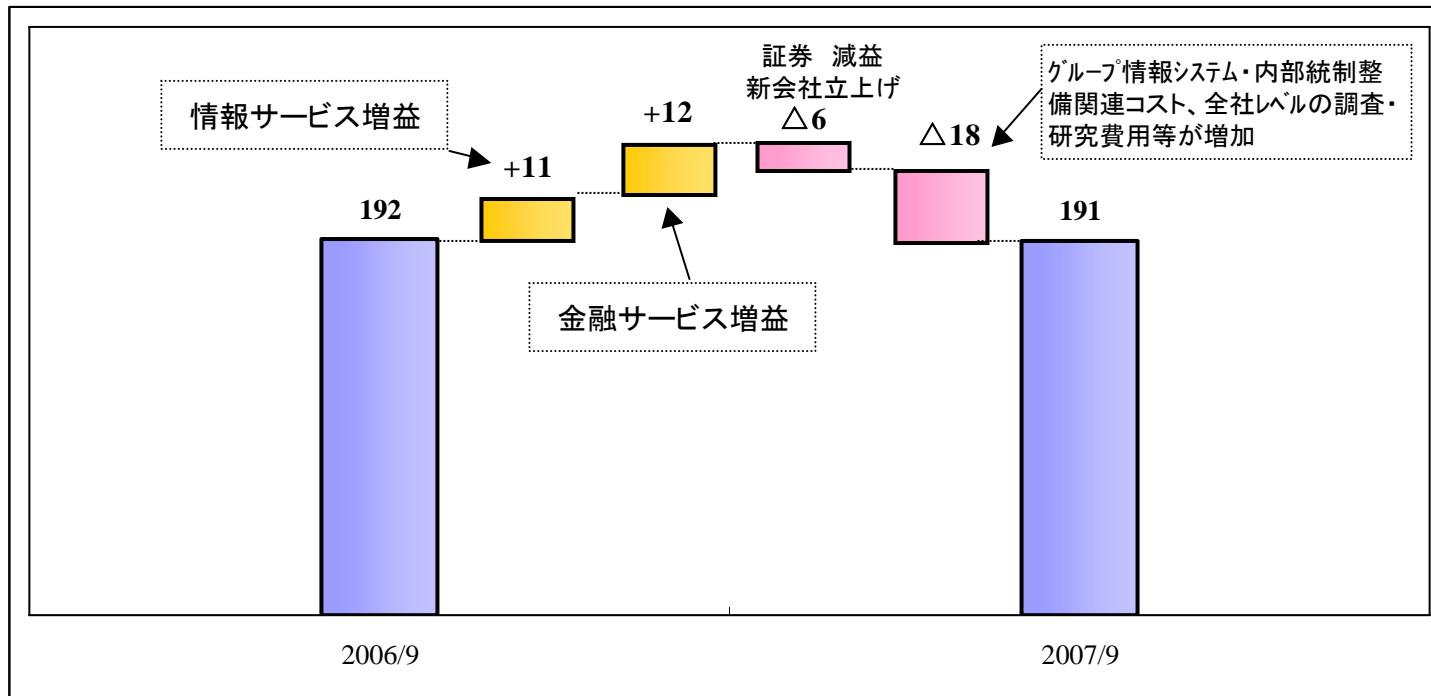 証券 減益
新会社立上げ
△6
グループ情報システム・内部統制整
備関連コスト、全社レベルの調査・
研究費用等が増加
情報サービス増益
+12
△18
+11
192
191
金融サービス増益
2006/9
2007/9